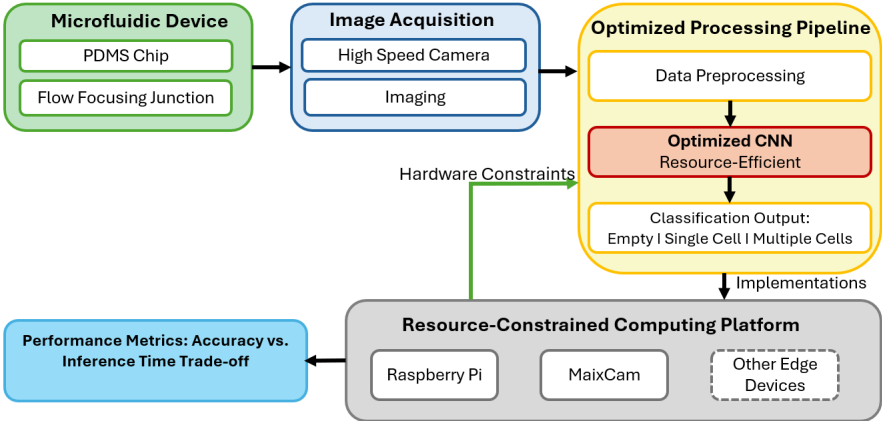 Microfluidic Device
PDMS Chip
Flow Focusing Junction
Image Acquisition
High Speed Camera
Imaging
Optimized Processing Pipeline
Data Preprocessing
Optimized CNN
Resource-Efficient
Classification Output:
Empty I Single Cell I Multiple Cells
Hardware Constraints
Implementations
Resource-Constrained Computing Platform
Raspberry Pi
MaixCam
Other Edge
Devices
Performance Metrics: Accuracy vs.
Inference Time Trade-off